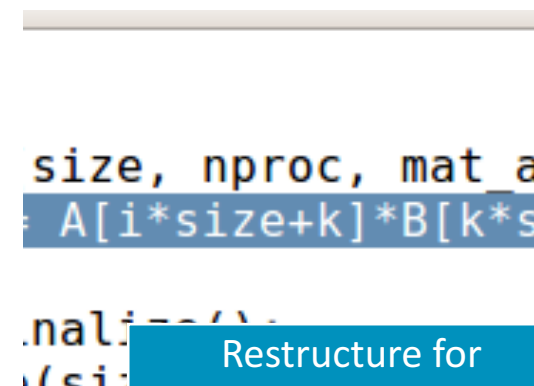 size, nproc, mat_a
= A[i*size+k]*B[k*s
nalize();
Restructure for